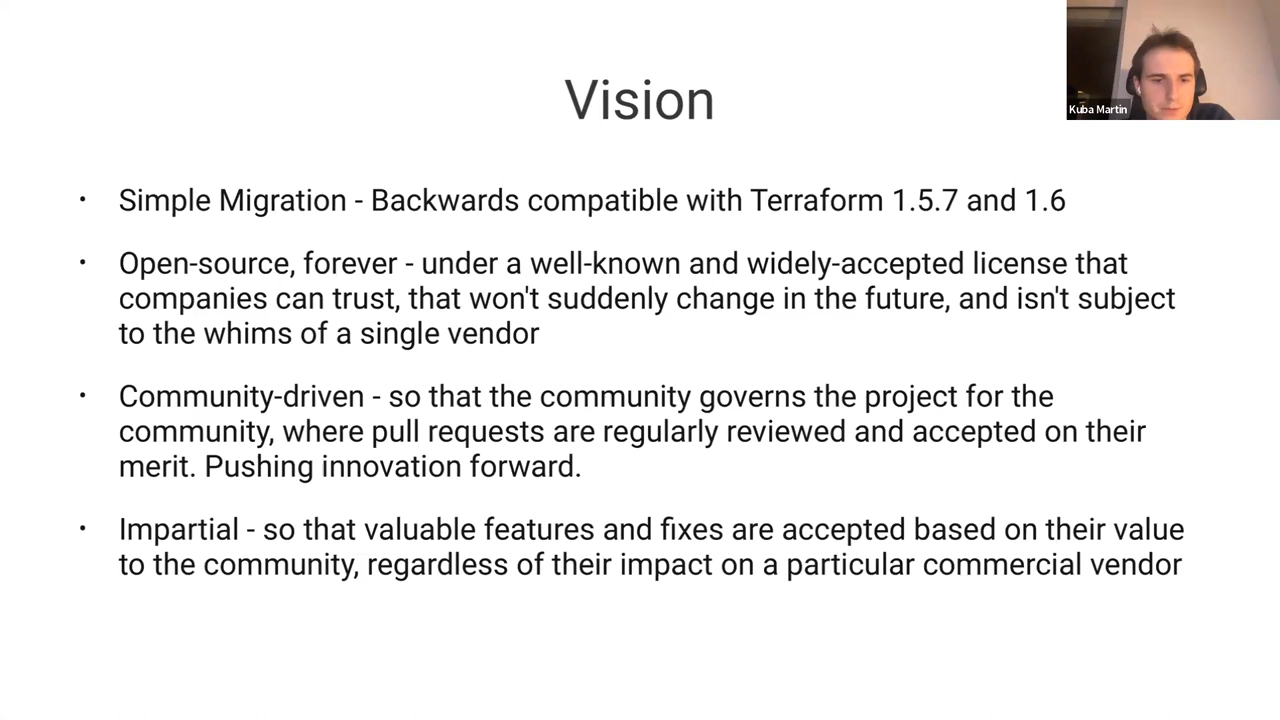 Vision
Kuba Martin
• Simple Migration - Backwards compatible with Terraform 1.5.7 and 1.6
• Open-source, forever - under a well-known and widely-accepted license that
companies can trust, that won't suddenly change in the future, and isn't subject
to the whims of a single vendor
• Community-driven - so that the community governs the project for the
community, where pull requests are regularly reviewed and accepted on their
merit. Pushing innovation forward.
• Impartial - so that valuable features and fixes are accepted based on their value
to the community, regardless of their impact on a particular commercial vendor